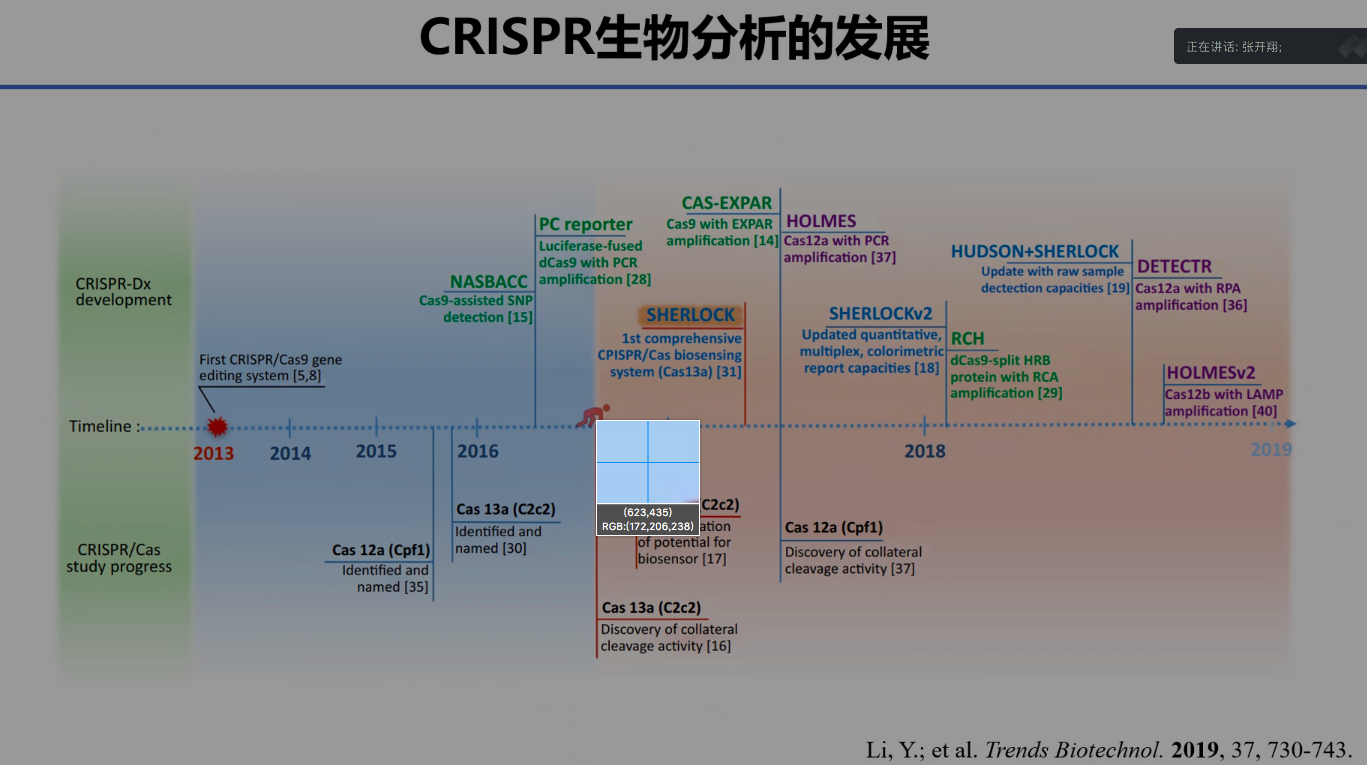 CRISPR生物分析的发展
正在讲话: 张开翔;
CRISPR-Dx
development
NASBACC
Cas9-assisted SNP
detection [15]
PC reporter
Luciferase-fused
dCas9 with PCR
amplification [28]
CAS-EXPAR
Cas9 with EXPAR
amplification [14]
HOLMES
Cas12a with PCR
amplification [37]
SHERLOCK
1st comprehensive
CPISPR/Cas biosensing
system (Cas13a) [31]
SHERLOCKv2
Updated quantitative,
multiplex, colorimetric
report capacities [18]
HUDSON+SHERLOCK
Update with raw sample
dectection capacities [19]
RCH
dCas9-split HRB
protein with RCA
amplification [29]
DETECTR
Cas12a with RPA
amplification [36]
HOLMESv2
Cas12b with LAMP
amplification [40]
First CRISPR/Cas9 gene
editing system [5,8]
Timeline :
2013 2014 2015 2016 2018 2019
CRISPR/Cas
study progress
Cas 12a (Cpf1)
Identified and
named [35]
Cas 13a (C2c2)
Identified and
named [30]
(623,435)
RGB:(172,206,238)
(C2c2)
ation
of potential for
biosensor [17]
Cas 13a (C2c2)
Discovery of collateral
cleavage activity [16]
Cas 12a (Cpf1)
Discovery of collateral
cleavage activity [37]
Li, Y.; et al. Trends Biotechnol. 2019, 37, 730-743.